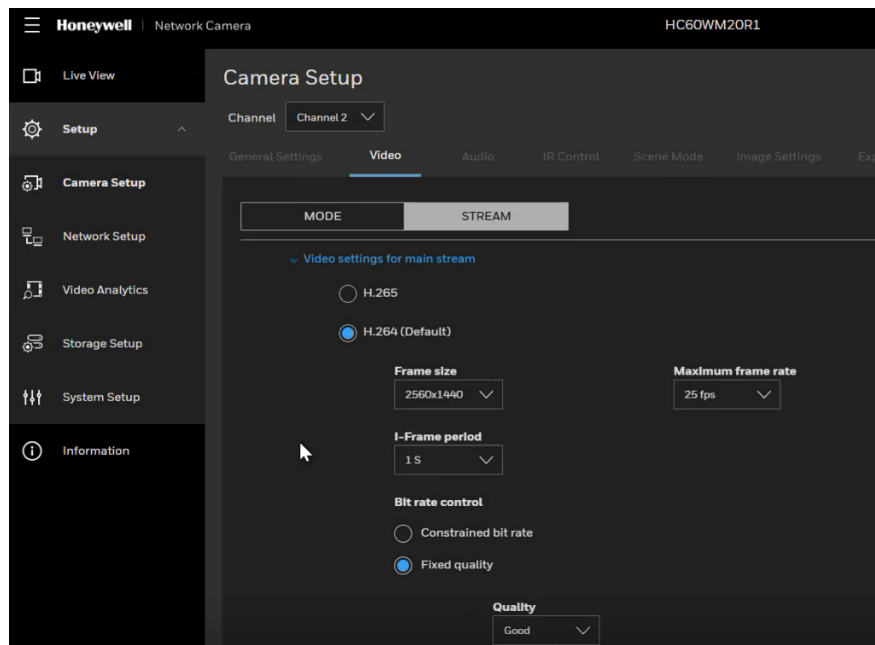 Honeywell | Network Camera
HC60WM20R1
Live View
Setup
Camera Setup
Network Setup
Video Analytics
Storage Setup
System Setup
Information
Camera Setup
Channel Channel 2
General Settings Video Audio IR Control Scene Mode Image Settings
MODE STREAM
Video settings for main stream
H.265
H.264 (Default)
Frame size Maximum frame rate
2560x1440 25 fps
I-Frame period
1 S
Bit rate control
Constrained bit rate
Fixed quality
Quality
Good